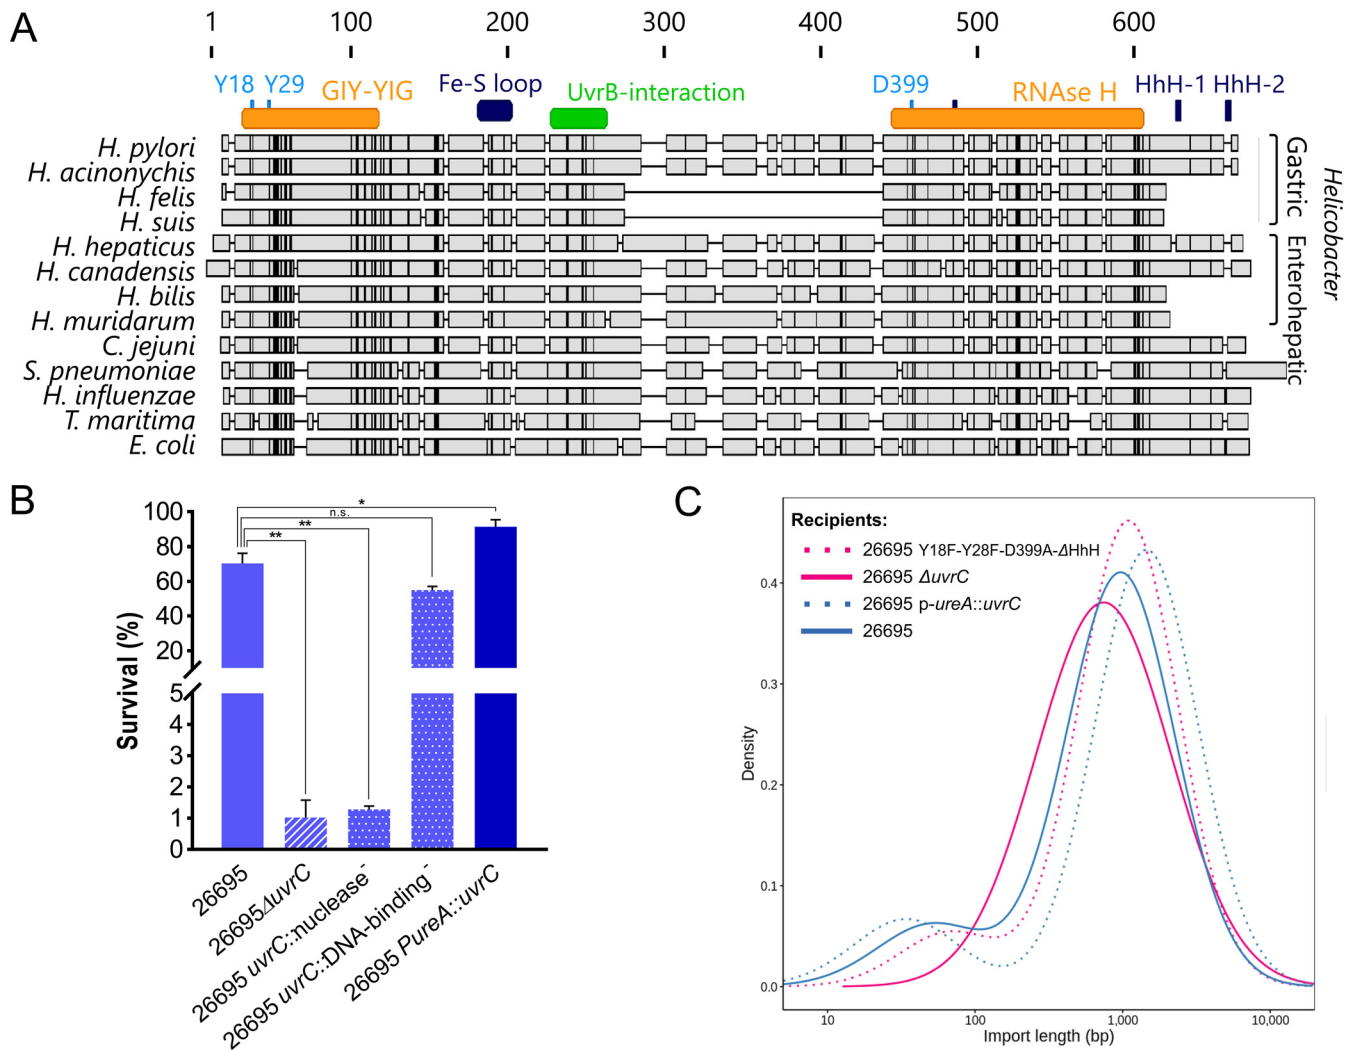 A
1 100 200 300 400 500 600
Y18 Y29 GIY-YIG Fe-S loop UvrB-interaction D399 RNAse H HhH-1 HhH-2
H. pylori
H. acinonychis
H. felis
H. suis
H. hepaticus
H. canadensis
H. bilis
H. muridarum
C. jejuni
S. pneumoniae
H. influenzae
T. maritima
E. coli
Gastric
Enterohepatic
Helicobacter
B
Survival (%)
100
80
60
40
20
5
4
3
2
1
0
*
n.s.
**
**
26695
26695ΔuvrC
26695 uvrC::nuclease-
26695 uvrC::DNA-binding-
26695 PureA::uvrC
C
Recipients:
26695 Y18F-Y28F-D399A-ΔHhH
26695 ΔuvrC
26695 p-ureA::uvrC
26695
Density
0.4
0.3
0.2
0.1
0.0
10 100 1,000 10,000
Import length (bp)